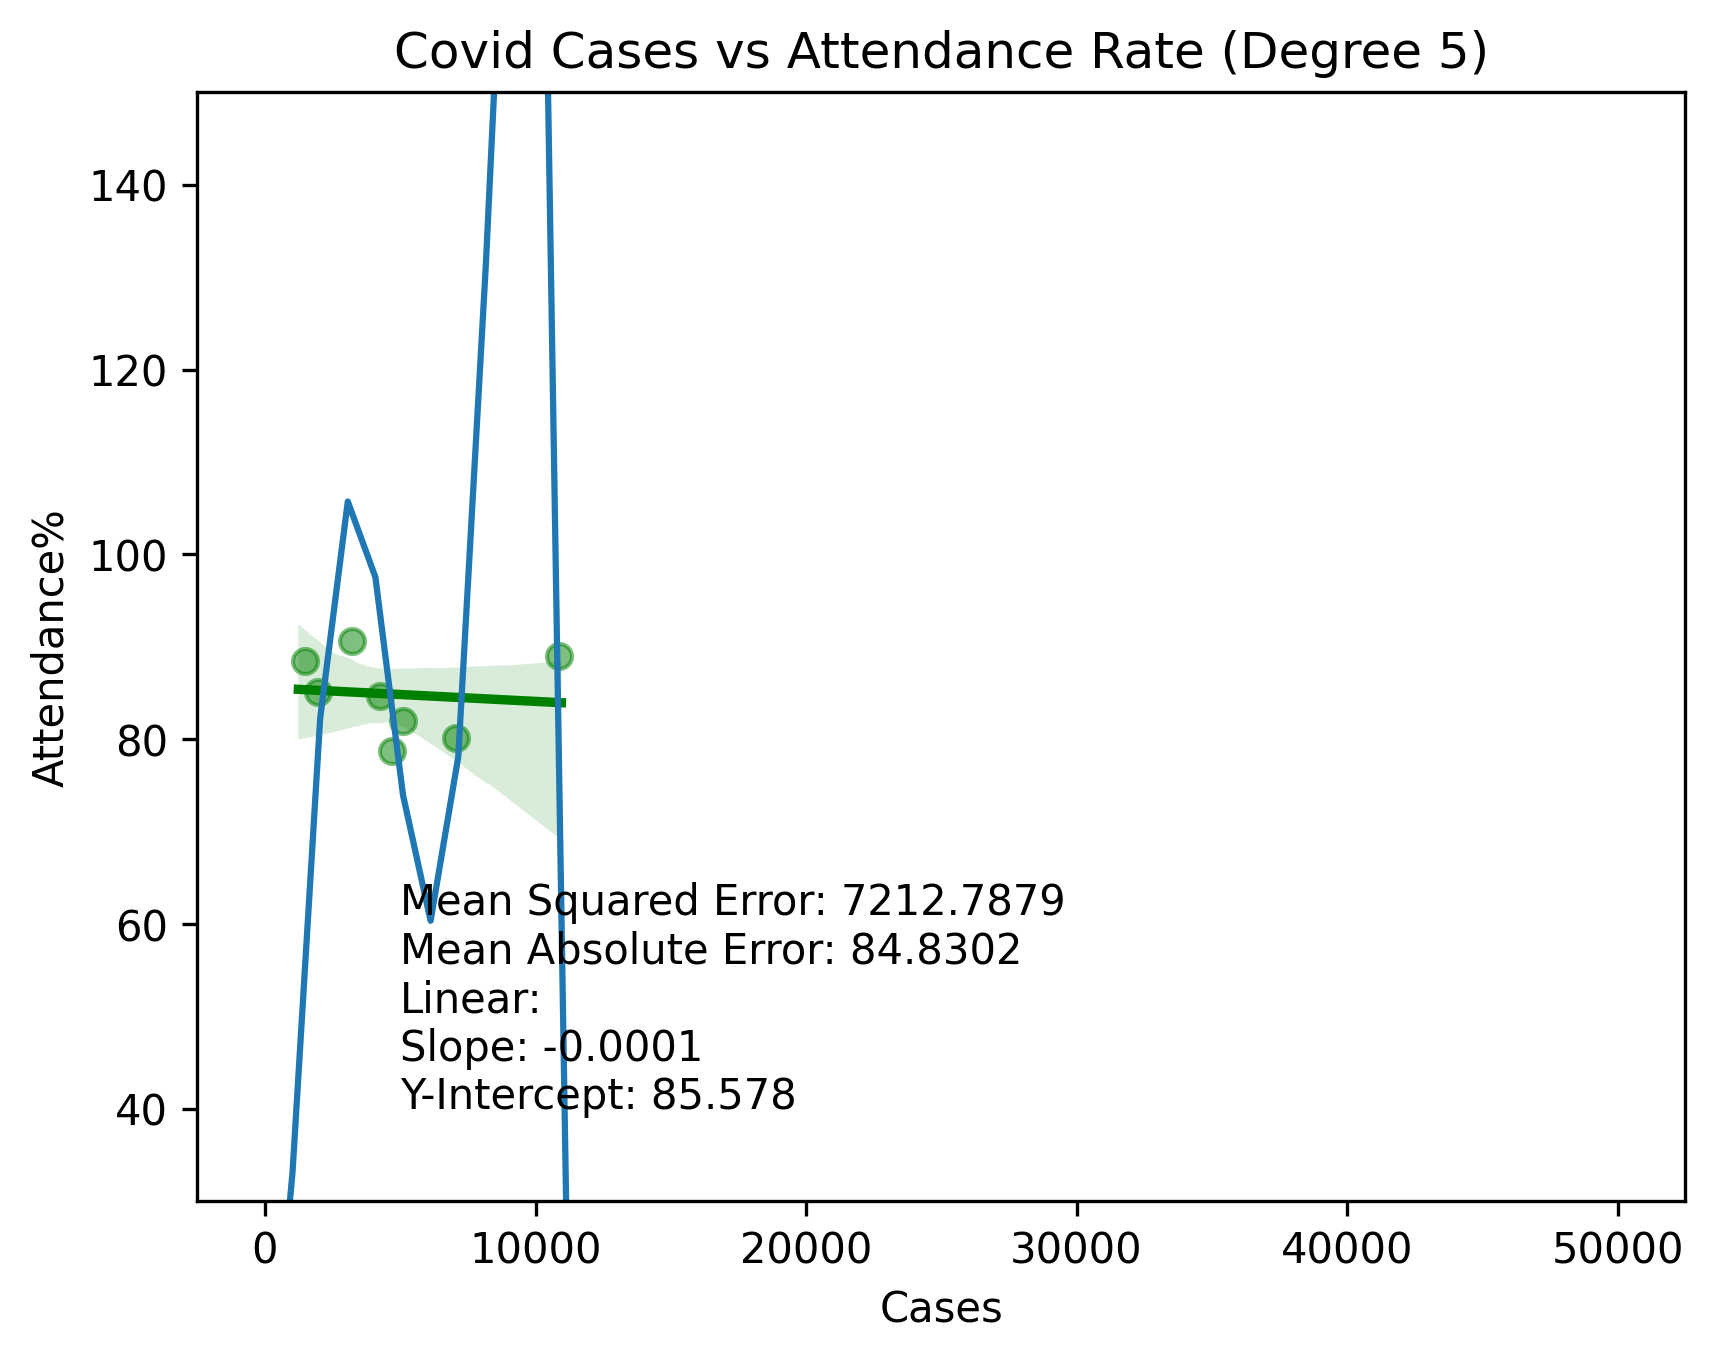 Covid Cases vs Attendance Rate (Degree 5)
140
120
100
80
60
40
Attendance%
Mean Squared Error: 7212.7879
Mean Absolute Error: 84.8302
Linear:
Slope: -0.0001
Y-Intercept: 85.578
0 10000 20000 30000 40000 50000
Cases